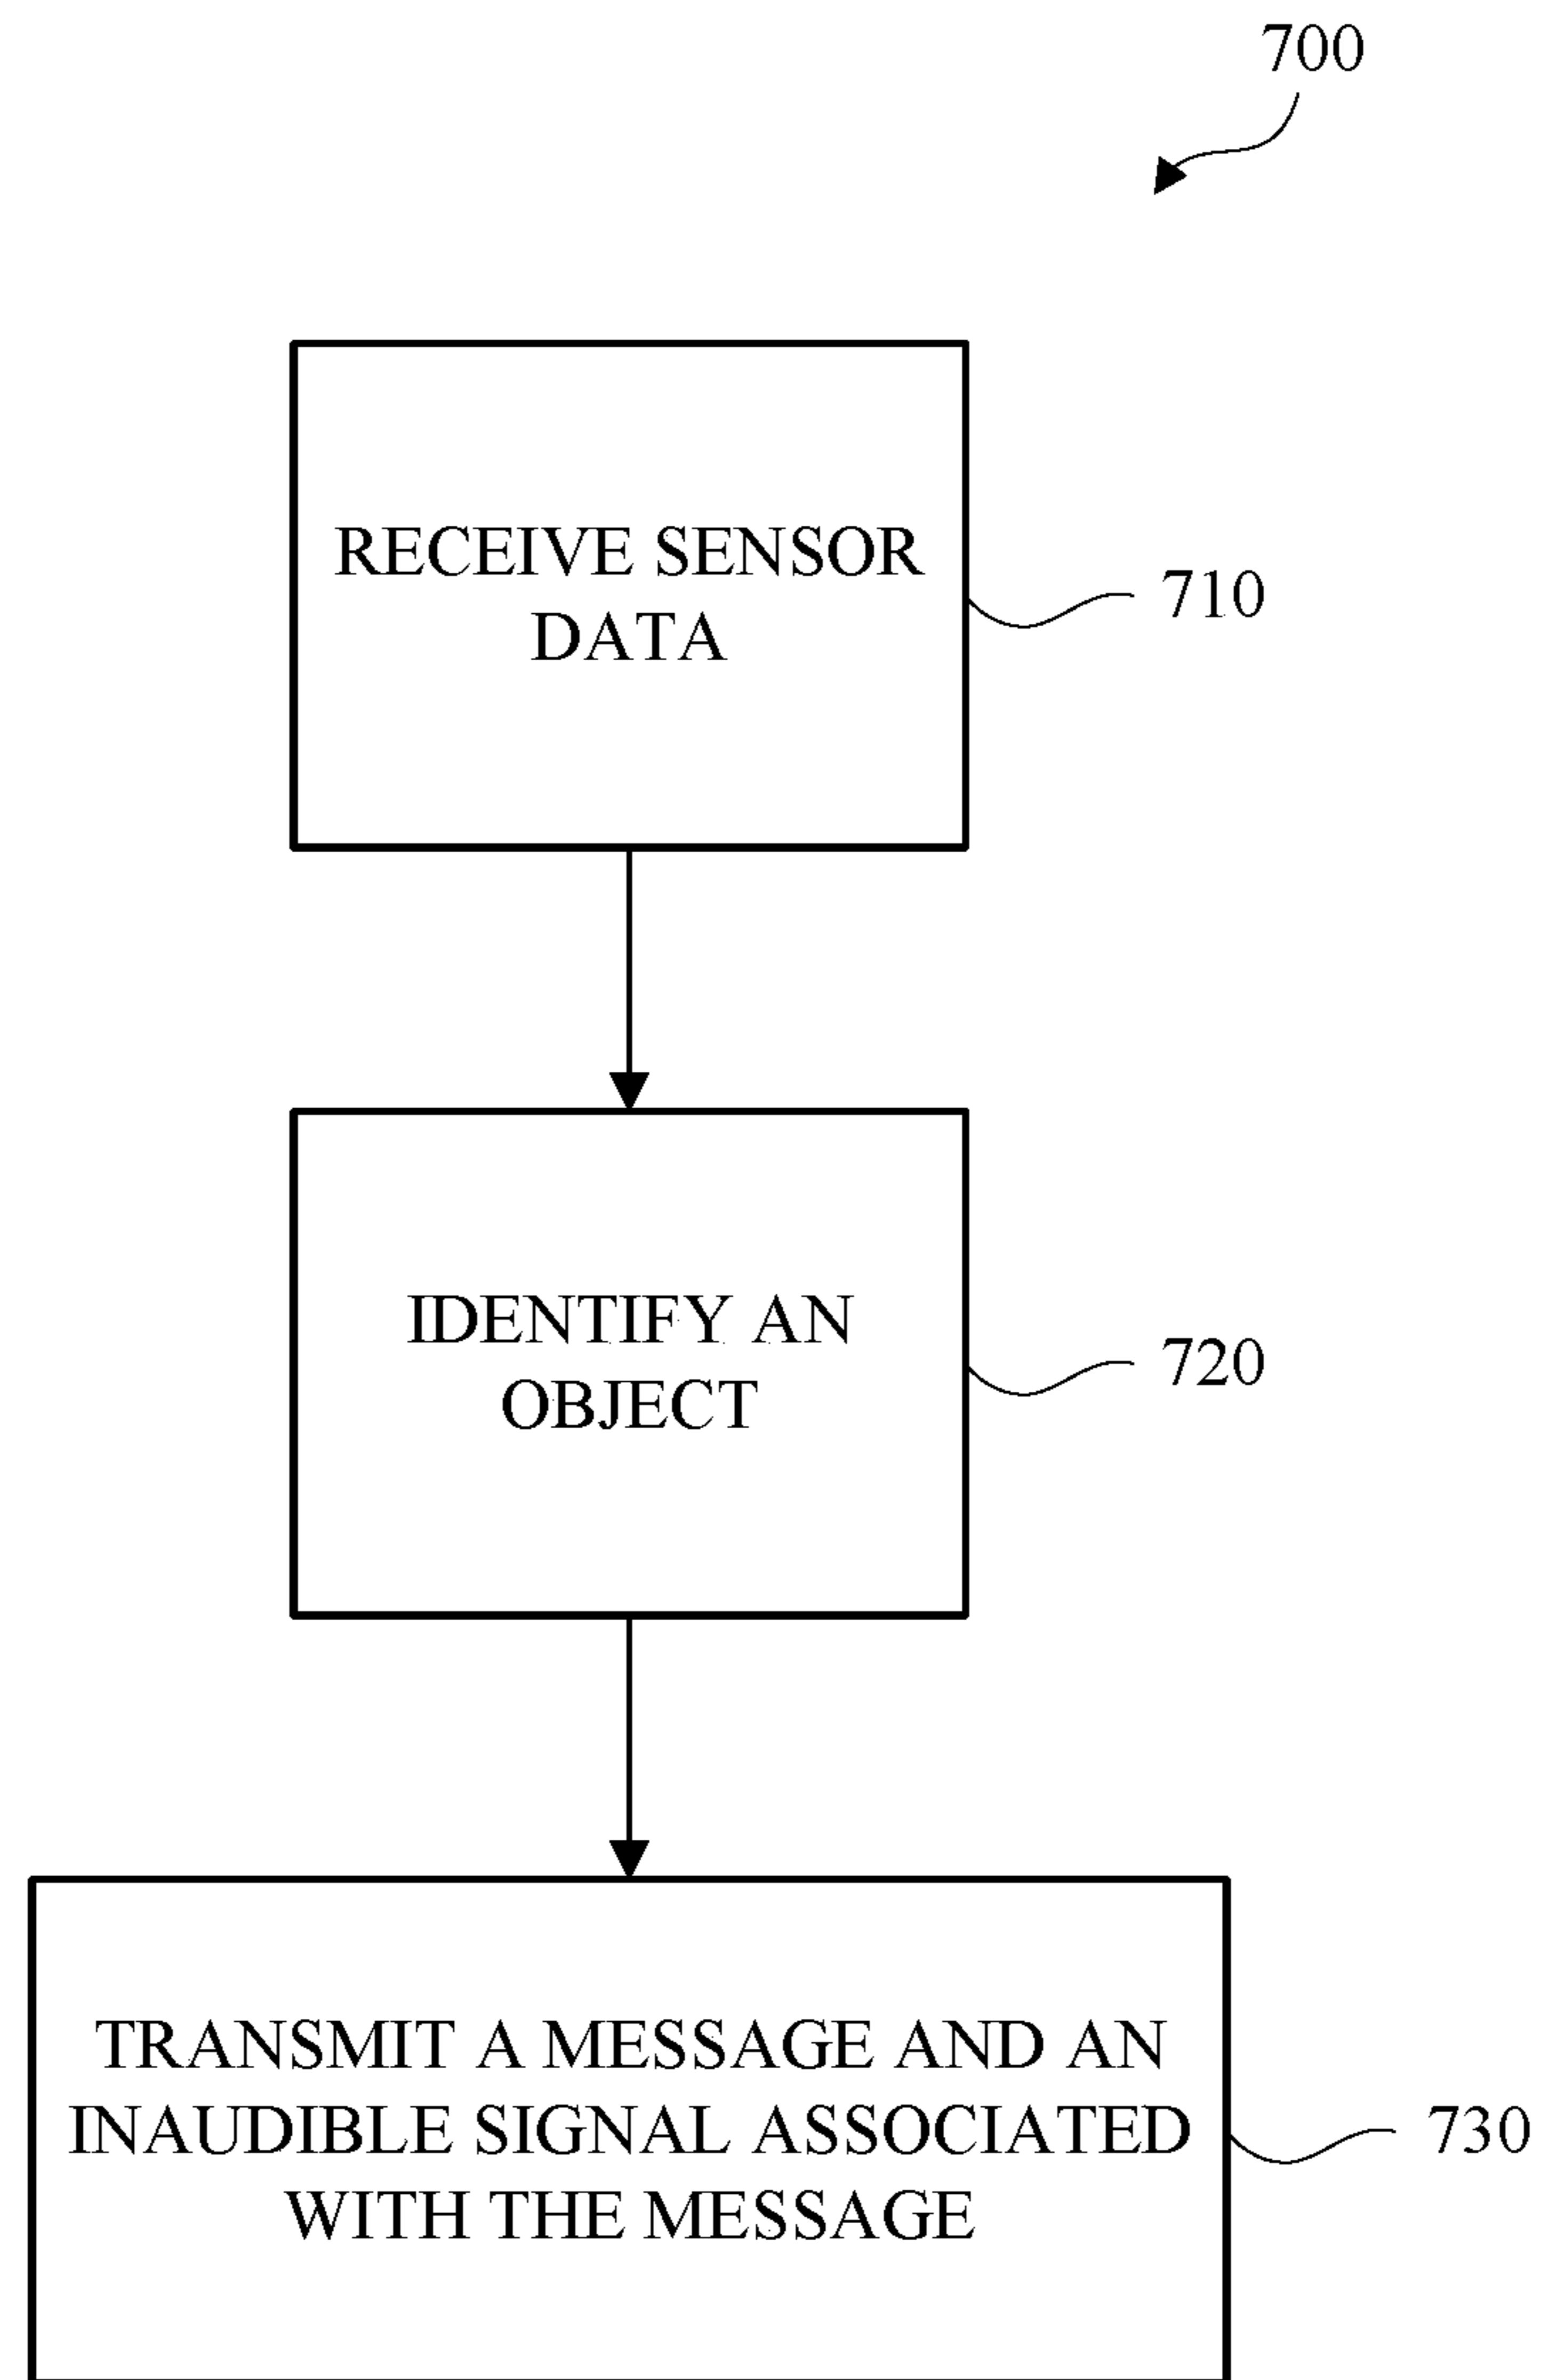 700
RECEIVE SENSOR
DATA
710
IDENTIFY AN
OBJECT
720
TRANSMIT A MESSAGE AND AN
INAUDIBLE SIGNAL ASSOCIATED
WITH THE MESSAGE
730